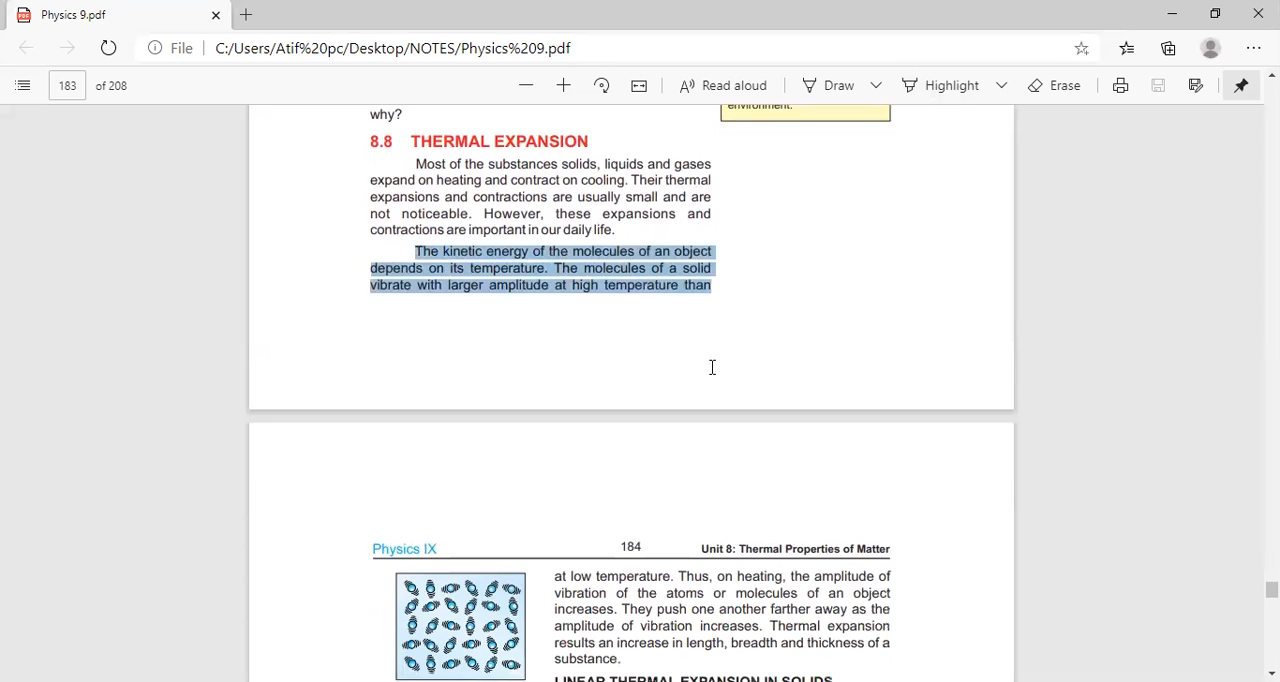 Physics 9.pdf
File
C:/Users/Atif%20pc/Desktop/NOTES/Physics%209.pdf
183 of 208
Read aloud
Draw
Highlight
Erase
environment.
why?
8.8 THERMAL EXPANSION
Most of the substances solids, liquids and gases
expand on heating and contract on cooling. Their thermal
expansions and contractions are usually small and are
not noticeable. However, these expansions and
contractions are important in our daily life.
The kinetic energy of the molecules of an object
depends on its temperature. The molecules of a solid
vibrate with larger amplitude at high temperature than
Physics IX
184
Unit 8: Thermal Properties of Matter
at low temperature. Thus, on heating, the amplitude of
vibration of the atoms or molecules of an object
increases. They push one another farther away as the
amplitude of vibration increases. Thermal expansion
results an increase in length, breadth and thickness of a
substance.
LINEAR THERMAL EXPANSION IN SOLIDS